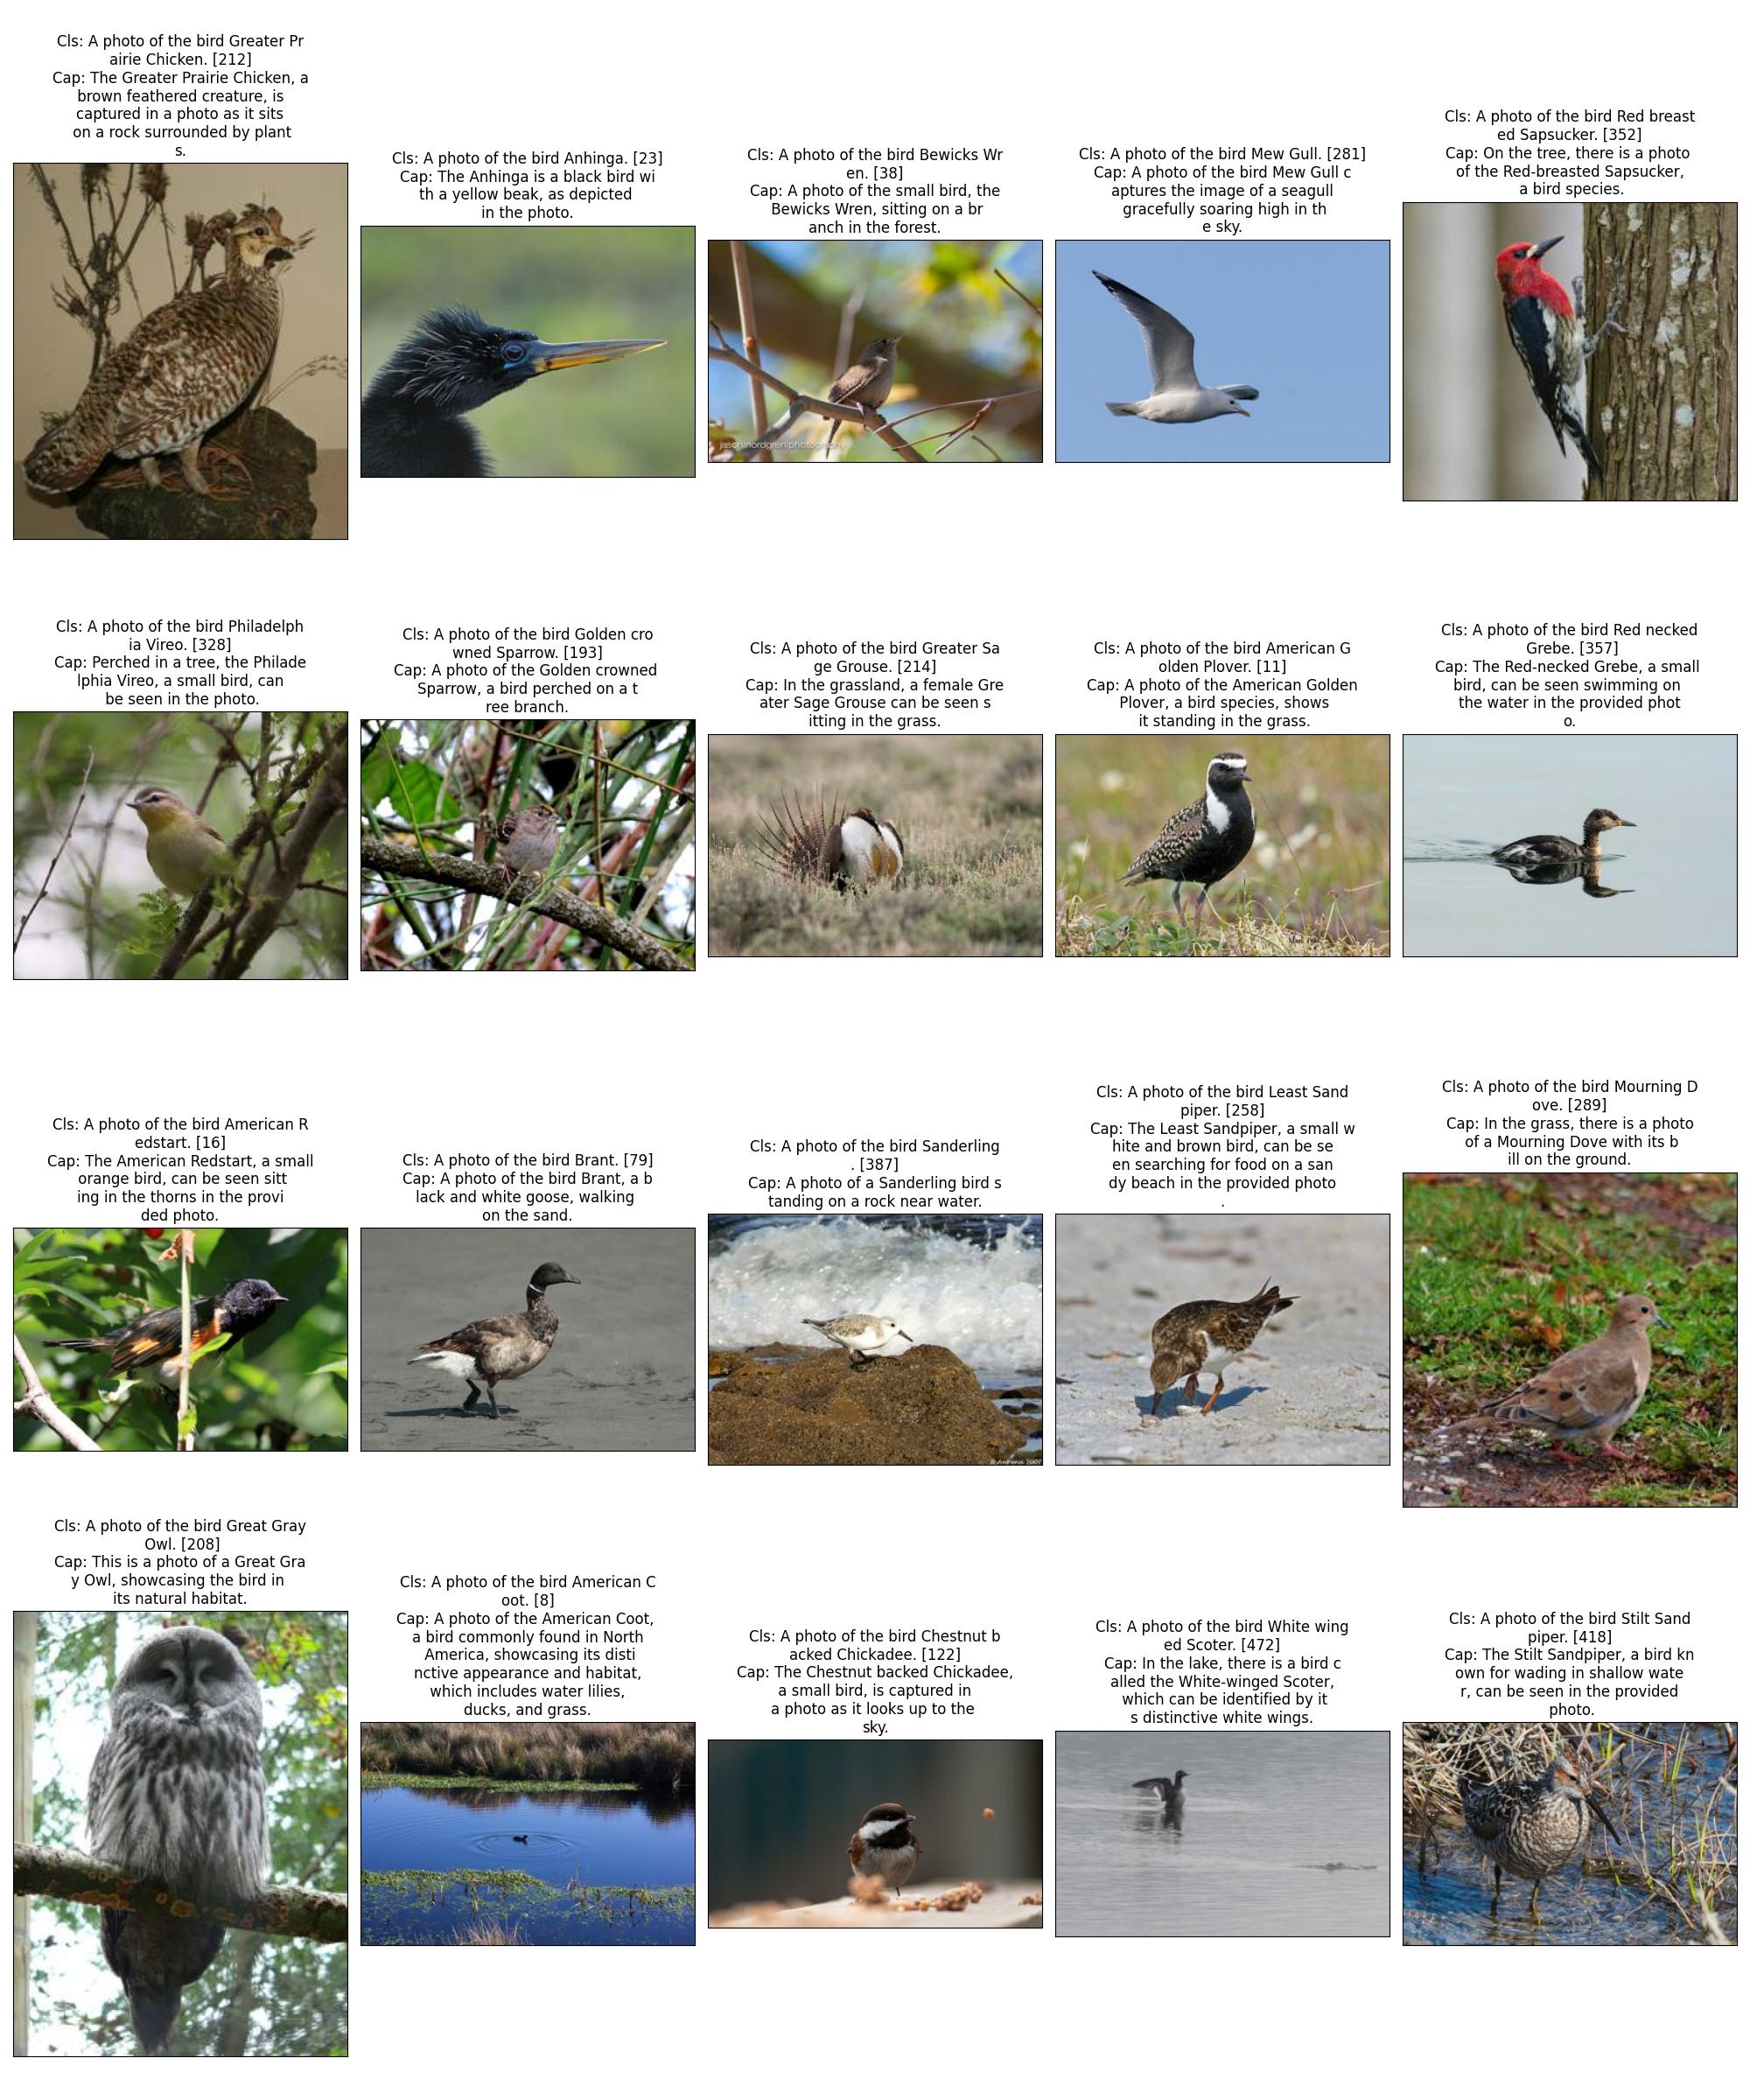 Cls: A photo of the bird Greater Pr
airie Chicken. [212]
Cap: The Greater Prairie Chicken, a
brown feathered creature, is
captured in a photo as it sits
on a rock surrounded by plant
s.
Cls: A photo of the bird Anhinga. [23]
Cap: The Anhinga is a black bird wi
th a yellow beak, as depicted
in the photo.
Cls: A photo of the bird Bewicks Wr
en. [38]
Cap: A photo of the small bird, the
Bewicks Wren, sitting on a br
anch in the forest.
jason.nordgren/photography
Cls: A photo of the bird Mew Gull. [281]
Cap: A photo of the bird Mew Gull c
aptures the image of a seagull
gracefully soaring high in th
e sky.
Cls: A photo of the bird Red breast
ed Sapsucker. [352]
Cap: On the tree, there is a photo
of the Red-breasted Sapsucker,
a bird species.
Cls: A photo of the bird Philadelph
ia Vireo. [328]
Cap: Perched in a tree, the Philade
lphia Vireo, a small bird, can
be seen in the photo.
Cls: A photo of the bird Golden cro
wned Sparrow. [193]
Cap: A photo of the Golden crowned
Sparrow, a bird perched on a t
ree branch.
Cls: A photo of the bird Greater Sa
ge Grouse. [214]
Cap: In the grassland, a female Gre
ater Sage Grouse can be seen s
itting in the grass.
Cls: A photo of the bird American G
olden Plover. [11]
Cap: A photo of the American Golden
Plover, a bird species, shows
it standing in the grass.
Cls: A photo of the bird Red necked
Grebe. [357]
Cap: The Red-necked Grebe, a small
bird, can be seen swimming on
the water in the provided phot
o.
Cls: A photo of the bird American R
edstart. [16]
Cap: The American Redstart, a small
orange bird, can be seen sitt
ing in the thorns in the provi
ded photo.
Cls: A photo of the bird Brant. [79]
Cap: A photo of the bird Brant, a b
lack and white goose, walking
on the sand.
Cls: A photo of the bird Sanderling
. [387]
Cap: A photo of a Sanderling bird s
tanding on a rock near water.
Cls: A photo of the bird Least Sand
piper. [258]
Cap: The Least Sandpiper, a small w
hite and brown bird, can be se
en searching for food on a san
dy beach in the provided photo
.
Cls: A photo of the bird Mourning D
ove. [289]
Cap: In the grass, there is a photo
of a Mourning Dove with its b
ill on the ground.
Cls: A photo of the bird Great Gray
Owl. [208]
Cap: This is a photo of a Great Gra
y Owl, showcasing the bird in
its natural habitat.
Cls: A photo of the bird American C
oot. [8]
Cap: A photo of the American Coot,
a bird commonly found in North
America, showcasing its disti
nctive appearance and habitat,
which includes water lilies,
ducks, and grass.
Cls: A photo of the bird Chestnut b
acked Chickadee. [122]
Cap: The Chestnut backed Chickadee,
a small bird, is captured in
a photo as it looks up to the
sky.
Cls: A photo of the bird White wing
ed Scoter. [472]
Cap: In the lake, there is a bird c
alled the White-winged Scoter,
which can be identified by it
s distinctive white wings.
Cls: A photo of the bird Stilt Sand
piper. [418]
Cap: The Stilt Sandpiper, a bird kn
own for wading in shallow wate
r, can be seen in the provided
photo.